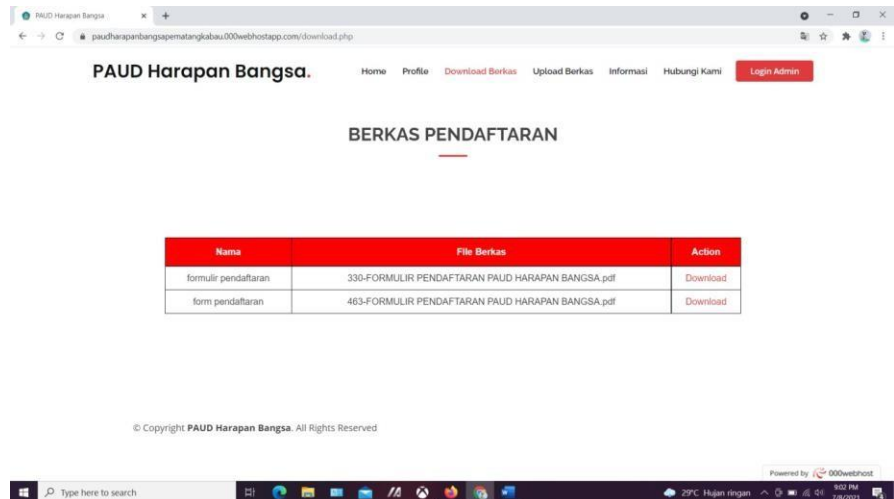 PAUD Harapan Bangsa
paudharapanbangsapematangkabau.000webhostapp.com/download.php
PAUD Harapan Bangsa.
Home Profile Download Berkas Upload Berkas Informasi Hubungi Kami Login Admin
BERKAS PENDAFTARAN
Nama File Berkas Action
formulir pendaftaran 330-FORMULIR PENDAFTARAN PAUD HARAPAN BANGSA.pdf Download
form pendaftaran 463-FORMULIR PENDAFTARAN PAUD HARAPAN BANGSA.pdf Download
© Copyright PAUD Harapan Bangsa. All Rights Reserved
Powered by 000webhost
Type here to search
29°C Hujan ringan
9:02 PM
7/8/2021